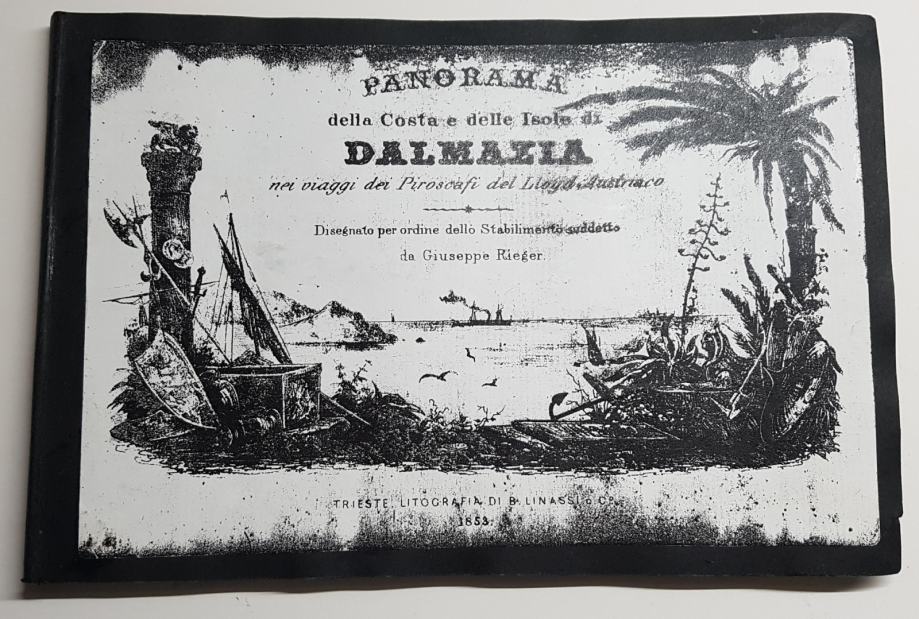 PANORAMA
della Costa e delle Isole di
DALMAZIA
nei viaggi dei Piroscafi del Lloyd Austriaco
Disegnato per ordine dello Stabilimento suddetto
da Giuseppe Rieger.
TRIESTE, LITOGRAFIA DI B. LINASSI e Co.
1853.